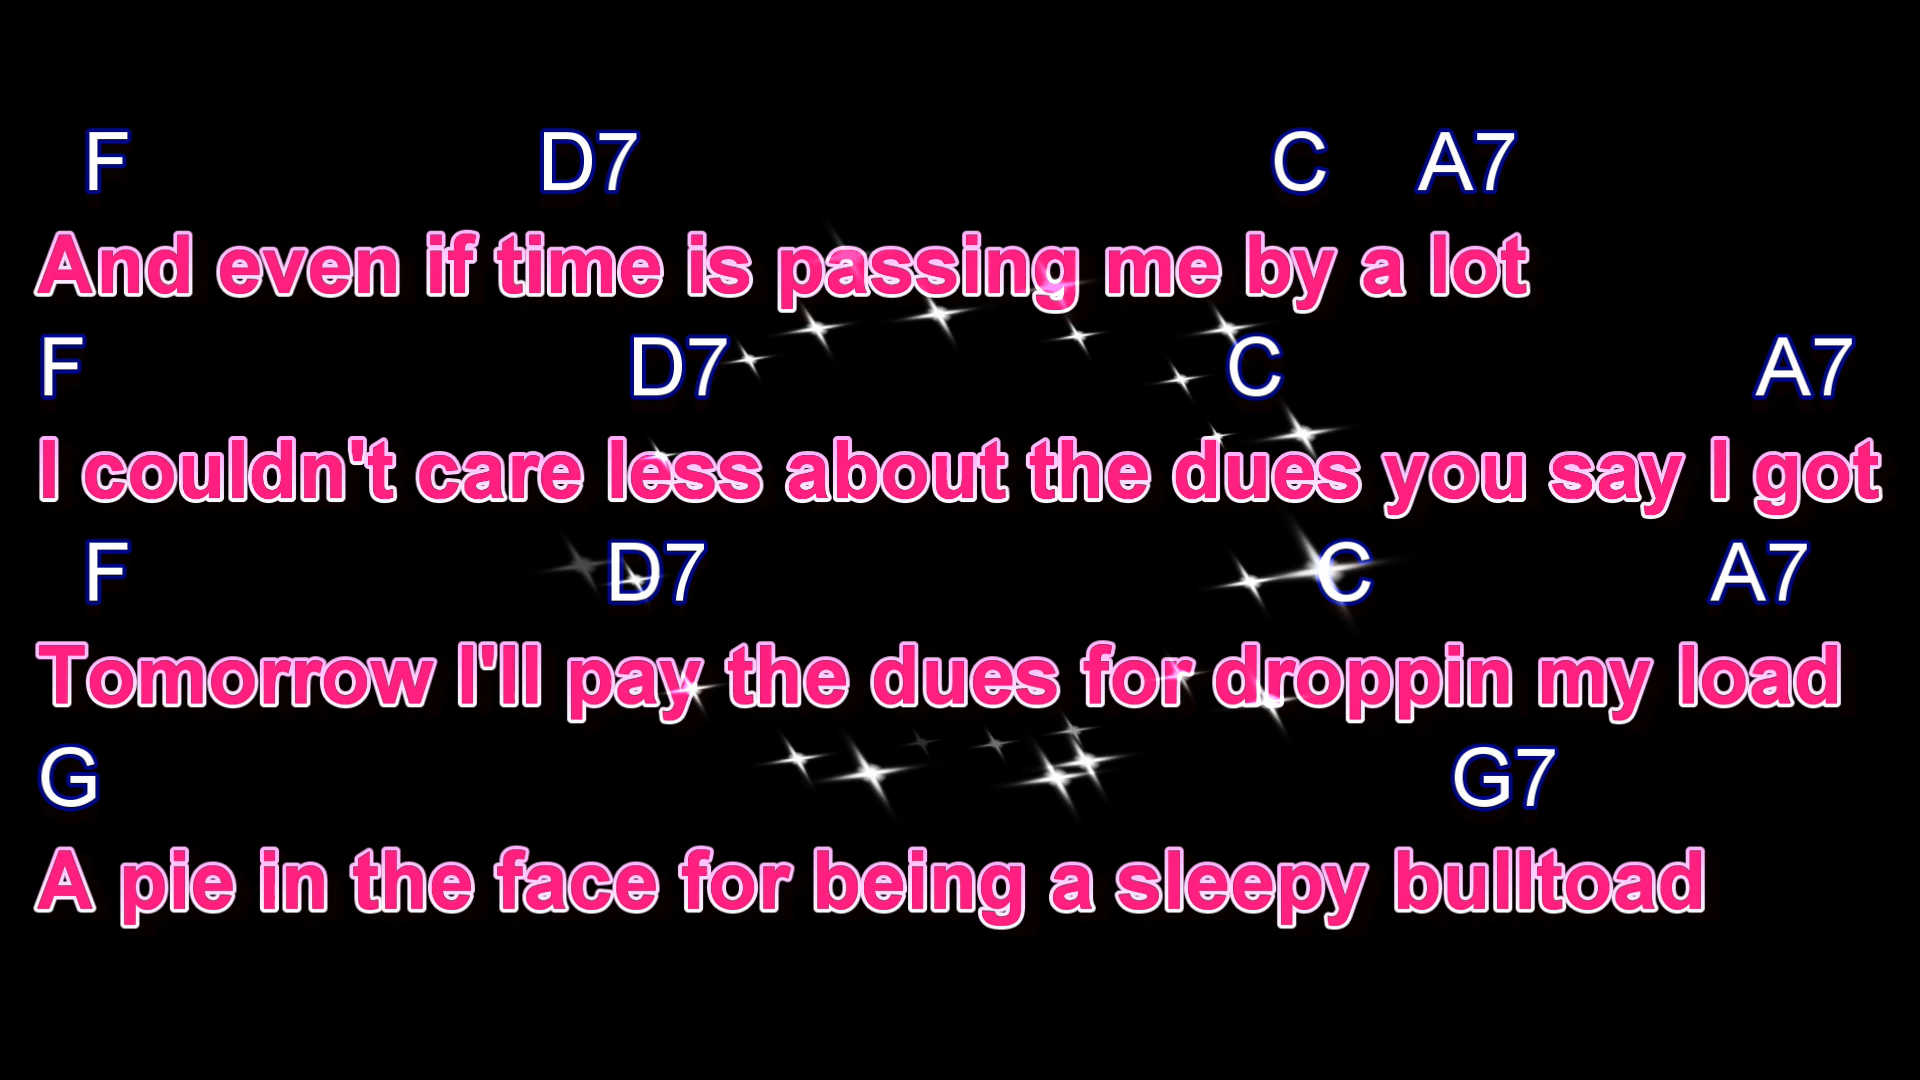 F D7 C A7
And even if time is passing me by a lot
F D7 C A7
I couldn't care less about the dues you say I got
F D7 C A7
Tomorrow I'll pay the dues for droppin my load
G G7
A pie in the face for being a sleepy bulltoad